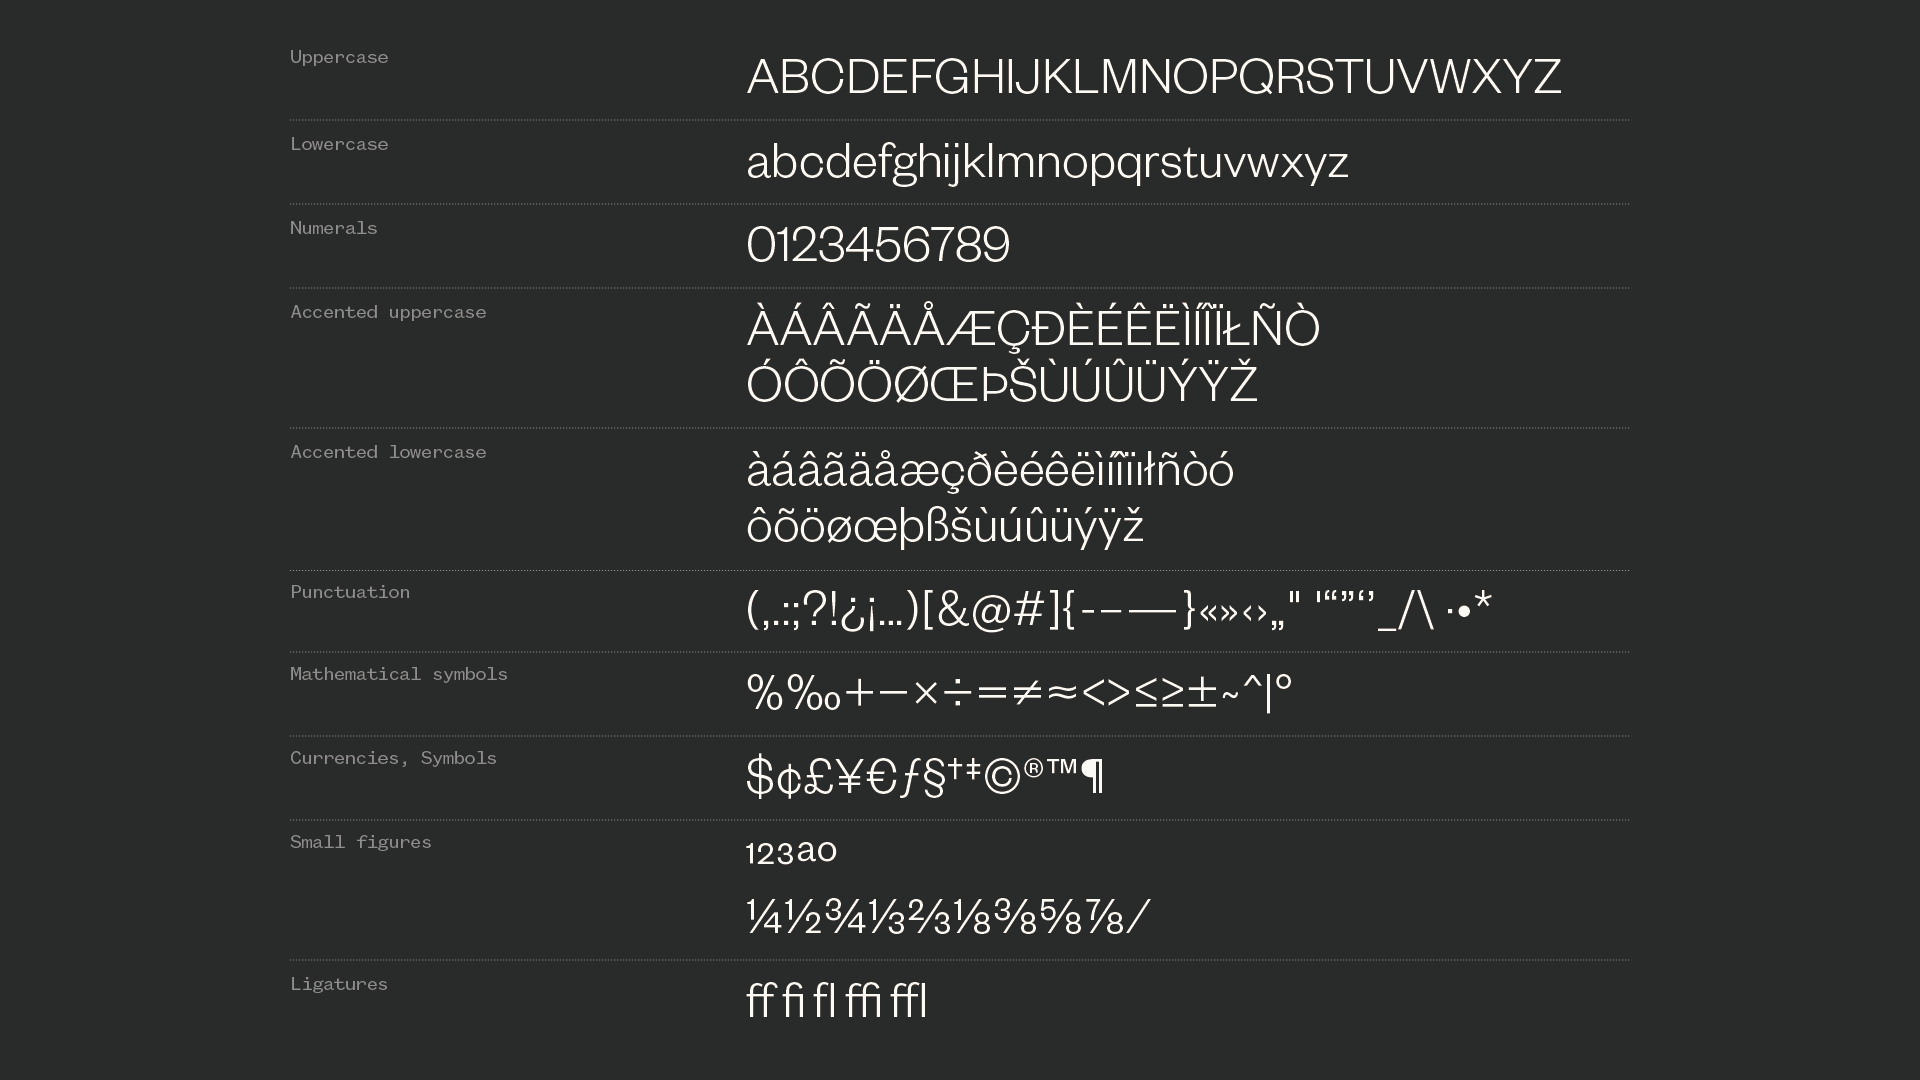 Uppercase
ABCDEFGHIJKLMNOPQRSTUVWXYZ
Lowercase
abcdefghijklmnopqrstuvwxyz
Numerals
0123456789
Accented uppercase
ÀÁÂÃÄÅÆÇÐÈÉÊËÌÍÎÏŁÑÒ
ÓÔÕÖØŒÞŠÙÚÛÜÝŸŽ
Accented lowercase
àáâãäåæçðèéêëìíîïıłñòó
ôõöøœþßšùúûüýÿž
Punctuation
(,.:;?!¿¡…)[&@#]{-–—}«»‹›„" '“”‘’_/\ ·•*
Mathematical symbols
%‰+−×÷=≠≈<>≤≥±~^|°
Currencies, Symbols
$¢£¥€ƒ§†‡©®™¶
Small figures
123ao
¼½¾⅓⅔⅛⅜⅝⅞⁄
Ligatures
ff fi fl ffi ffl